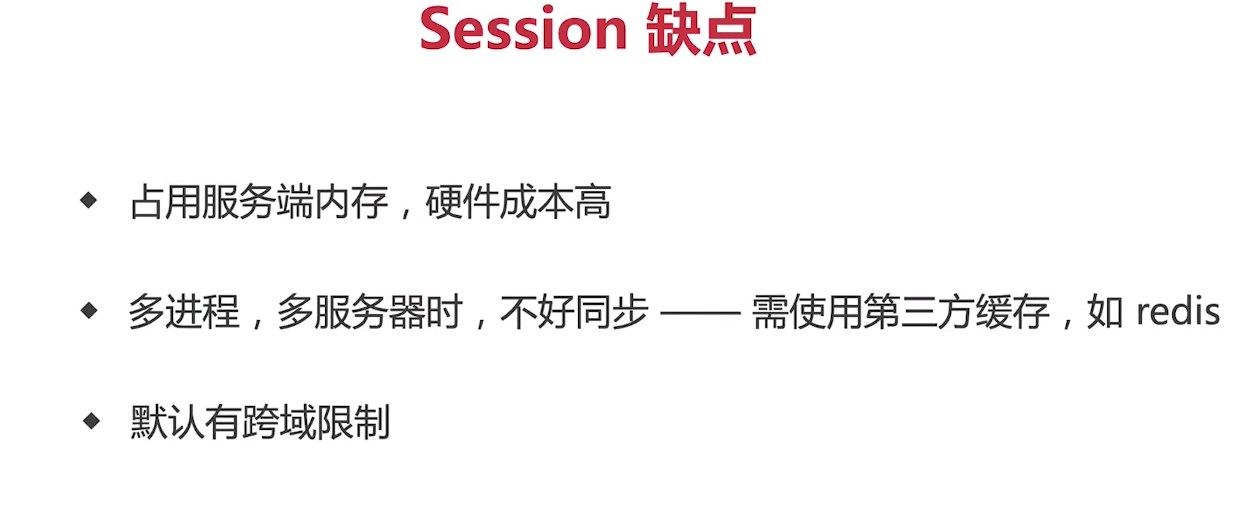 Session 缺点
◆ 占用服务端内存，硬件成本高
◆ 多进程，多服务器时，不好同步 —— 需使用第三方缓存，如 redis
◆ 默认有跨域限制